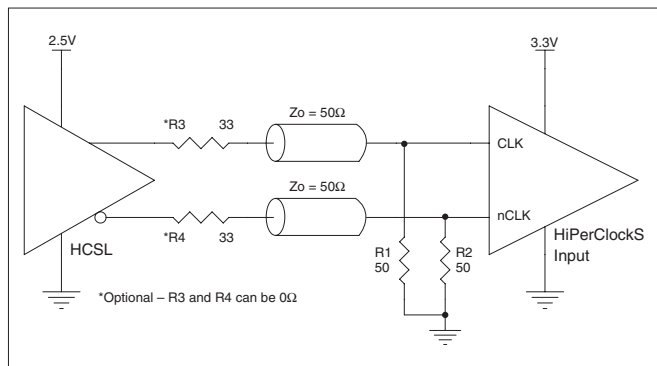 2.5V
3.3V
*R3 33
Zo = 50Ω
CLK
Zo = 50Ω
nCLK
*R4 33
HCSL
R1
50
R2
50
HiPerClockS
Input
*Optional – R3 and R4 can be 0Ω